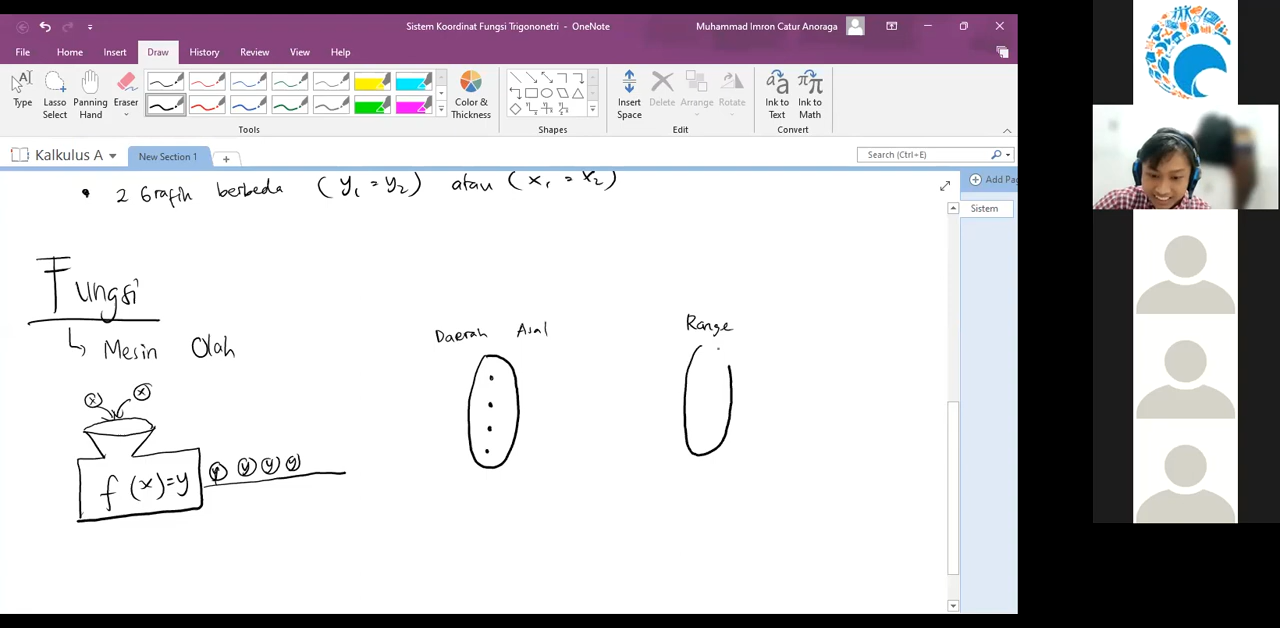 Sistem Koordinat Fungsi Trigononetri - OneNote
Muhammad Imron Catur Anoraga
File Home Insert Draw History Review View Help
Type Lasso Select Panning Hand Eraser Color & Thickness Insert Space Delete Arrange Rotate Ink to Text Ink to Math
Tools Shapes Edit Convert
Kalkulus A New Section 1 Search (Ctrl+E)
Add Pag
Sistem
• 2 Grafik berbeda (y₁ = y₂) atau (x₁ = x₂)
Fungsi
Mesin Olah
Daerah Asal
Range
x x
f(x)=y
y y y y